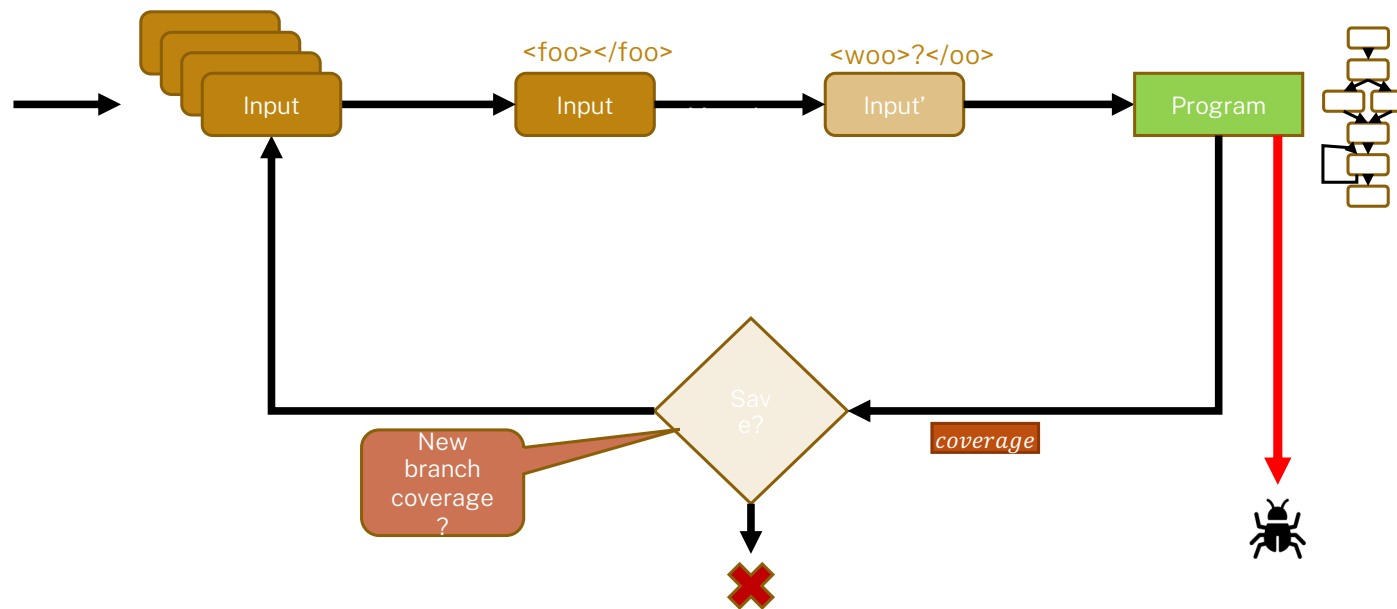 <foo></foo>
<woo>?</oo>
Input
Input
Input'
Program
Sav
e?
New
branch
coverage
?
coverage